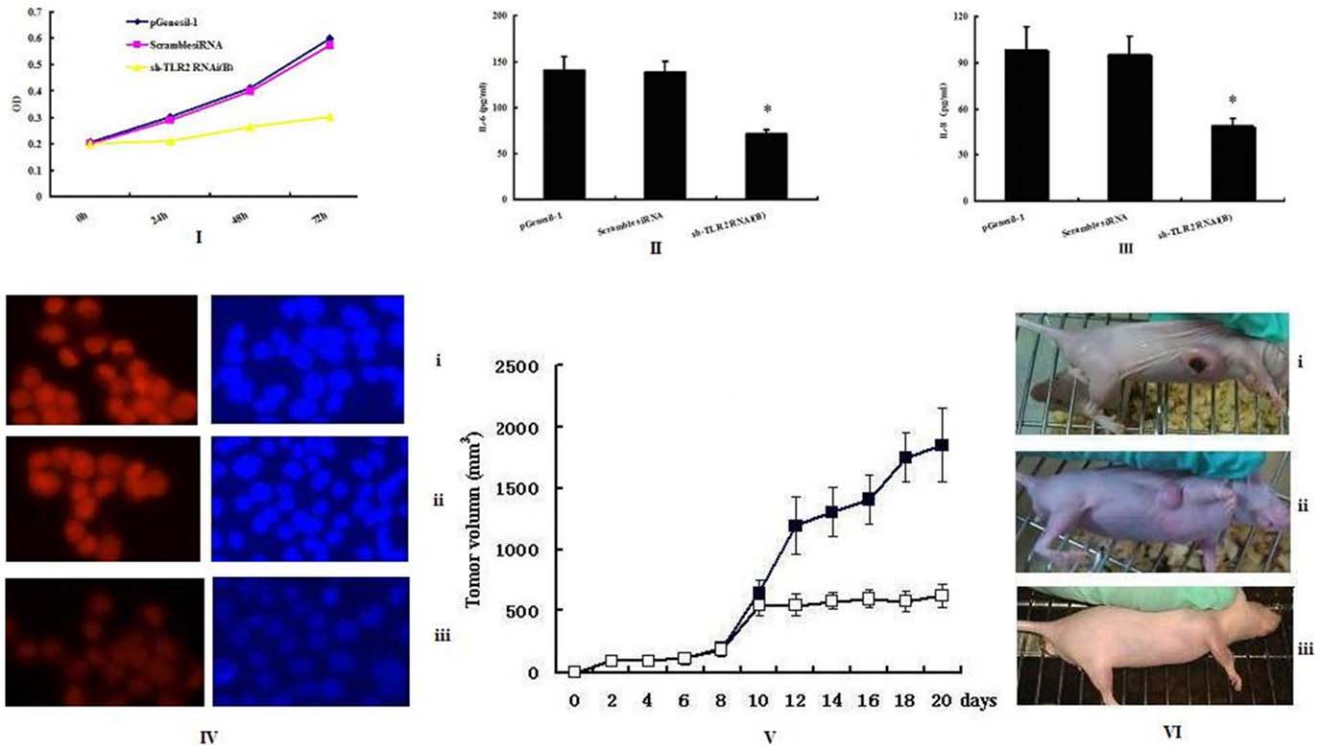 0.7
0.6
0.5
0.4
0.3
0.2
0.1
0
OD
pGenesil-1
ScramblesiRNA
sh-TLR2 RNAi(B)
0h
24h
48h
72h
I
200
150
100
50
0
IL-6 (pg/ml)
*
pGenesil-1
ScramblesiRNA
sh-TLR2RNAi(B)
II
120
90
60
30
0
IL-8 (pg/ml)
*
pGenesil-1
ScramblesiRNA
sh-TLR2RNAi(B)
III
i
ii
iii
IV
2500
2000
1500
1000
500
0
Tomor volumn (mm³)
0 2 4 6 8 10 12 14 16 18 20 days
V
i
ii
iii
VI